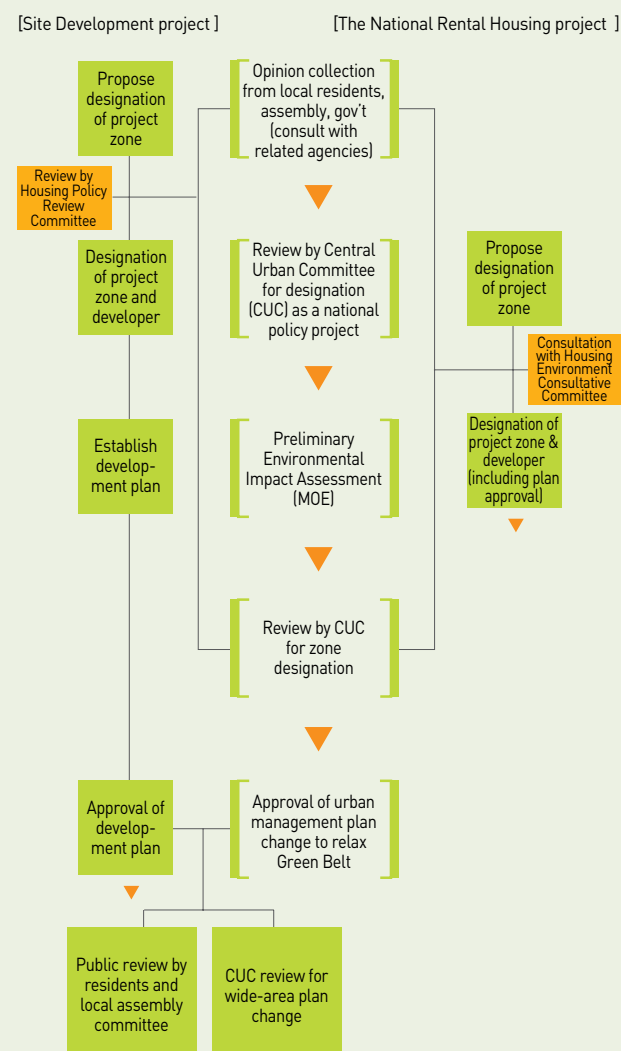 [Site Development project ]
[The National Rental Housing project ]
Propose
designation
of project
zone
Review by
Housing Policy
Review
Committee
Designation
of project
zone and
developer
Establish
develop-
ment plan
Approval of
develop-
ment plan
Public review by
residents and
local assembly
committee
CUC review for
wide-area plan
change
Opinion collection
from local residents,
assembly, gov't
(consult with
related agencies)
Review by Central
Urban Committee
for designation
(CUC) as a national
policy project
Preliminary
Environmental
Impact Assessment
(MOE)
Review by CUC
for zone
designation
Approval of urban
management plan
change to relax
Green Belt
Propose
designation
of project
zone
Consultation
with Housing
Environment
Consultative
Committee
Designation of
project zone &
developer
(including plan
approval)